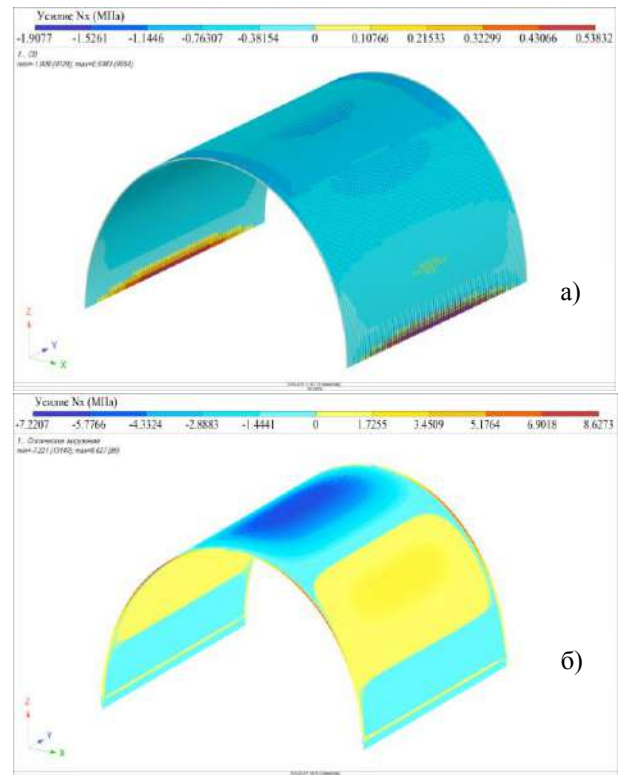 Усилие Nx (МПа)
-1.9077 -1.5261 -1.1446 -0.76307 -0.38154 0 0.10766 0.21533 0.32299 0.43066 0.53832
Z
Y
X
а)
Усилие Nx (МПа)
-7.2207 -5.7766 -4.3324 -2.8883 -1.4441 0 1.7255 3.4509 5.1764 6.9018 8.6273
1.. Статическое
Z
Y
X
б)